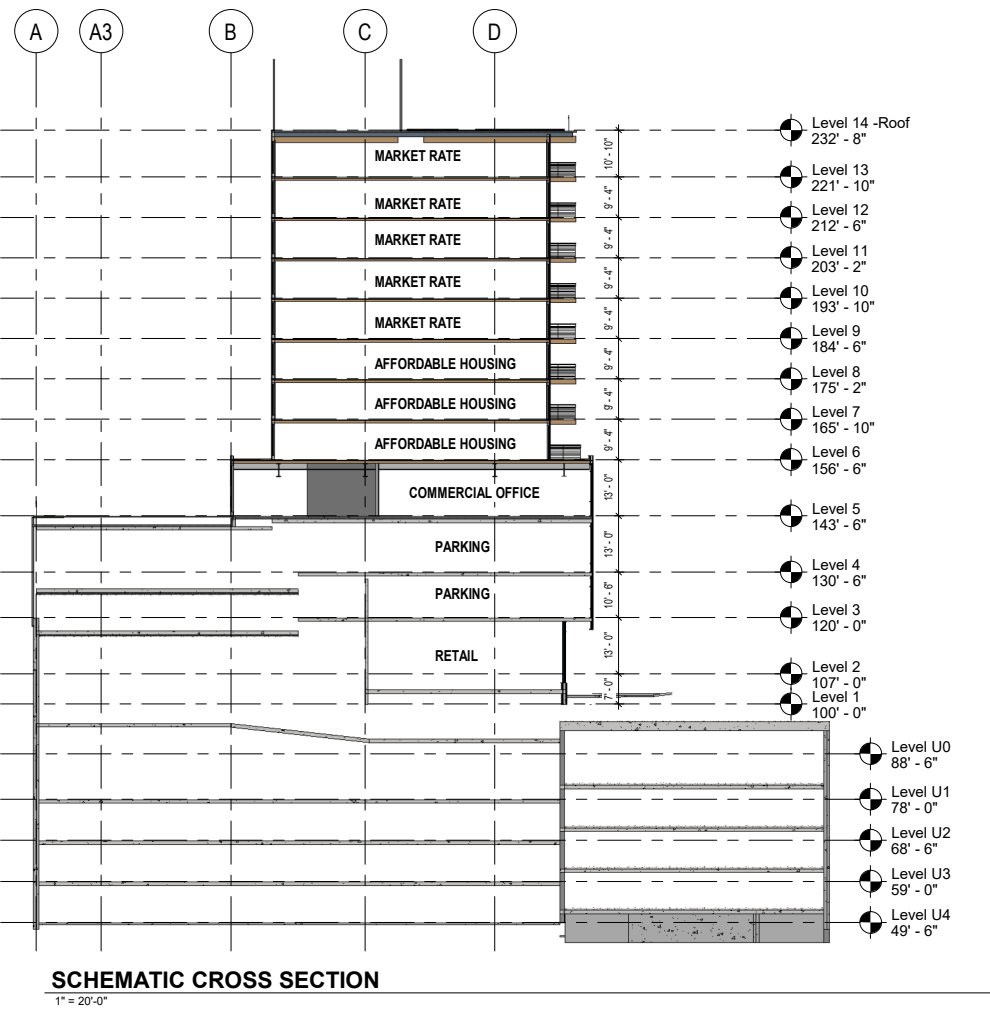 A A3 B C D
Level 14 -Roof
232' - 8"
10' - 10"
MARKET RATE
Level 13
221' - 10"
9' - 4"
MARKET RATE
Level 12
212' - 6"
9' - 4"
MARKET RATE
Level 11
203' - 2"
9' - 4"
MARKET RATE
Level 10
193' - 10"
9' - 4"
MARKET RATE
Level 9
184' - 6"
9' - 4"
AFFORDABLE HOUSING
Level 8
175' - 2"
9' - 4"
AFFORDABLE HOUSING
Level 7
165' - 10"
9' - 4"
AFFORDABLE HOUSING
Level 6
156' - 6"
13' - 0"
COMMERCIAL OFFICE
Level 5
143' - 6"
13' - 0"
PARKING
Level 4
130' - 6"
10' - 6"
PARKING
Level 3
120' - 0"
13' - 0"
RETAIL
Level 2
107' - 0"
7' - 0"
Level 1
100' - 0"
Level U0
88' - 6"
Level U1
78' - 0"
Level U2
68' - 6"
Level U3
59' - 0"
Level U4
49' - 6"
SCHEMATIC CROSS SECTION
1" = 20'-0"